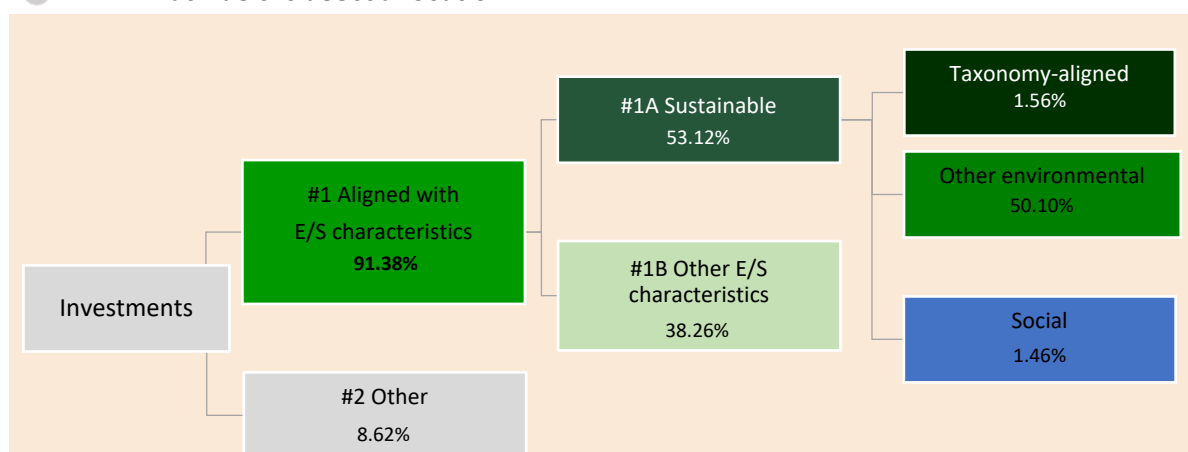 Investments
#1 Aligned with
E/S characteristics
91.38%
#2 Other
8.62%
#1A Sustainable
53.12%
#1B Other E/S
characteristics
38.26%
Taxonomy-aligned
1.56%
Other environmental
50.10%
Social
1.46%